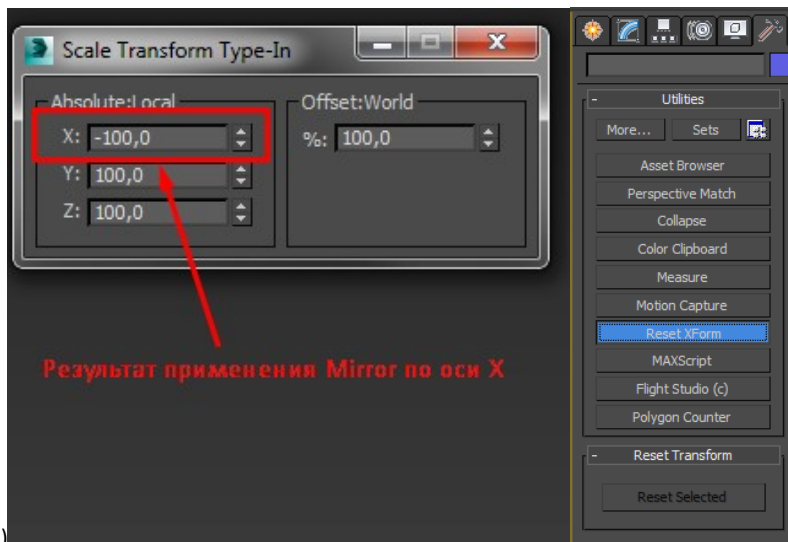 Scale Transform Type-In
Absolute:Local
Offset:World
X: -100,0
%: 100,0
Y: 100,0
Z: 100,0
Результат применения Mirror по оси X
)
- Utilities
More... Sets
Asset Browser
Perspective Match
Collapse
Color Clipboard
Measure
Motion Capture
Reset XForm
MAXScript
Flight Studio (c)
Polygon Counter
- Reset Transform
Reset Selected